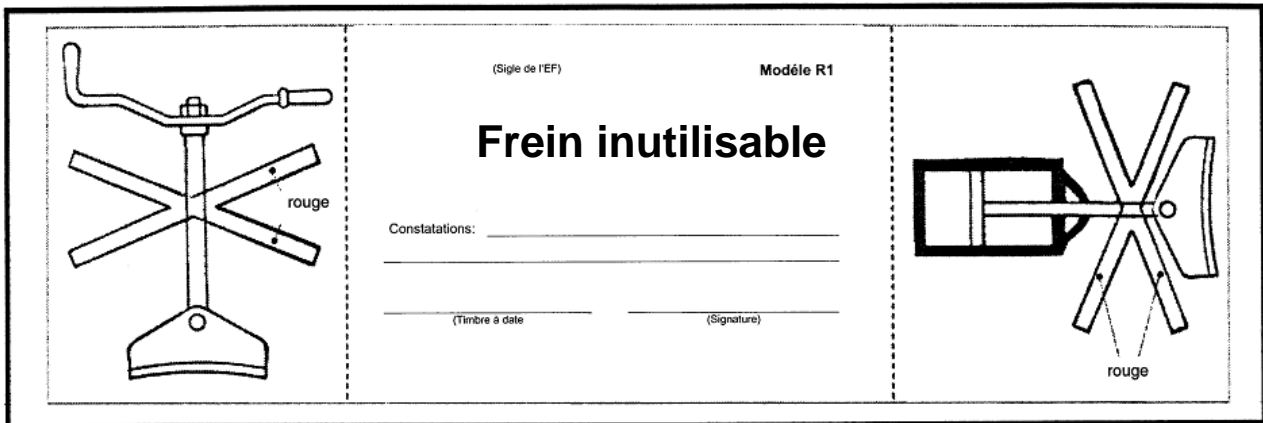 (Sigle de l'EF)
Modéle R1
Frein inutilisable
rouge
Constatations:
(Timbre à date
(Signature)
rouge